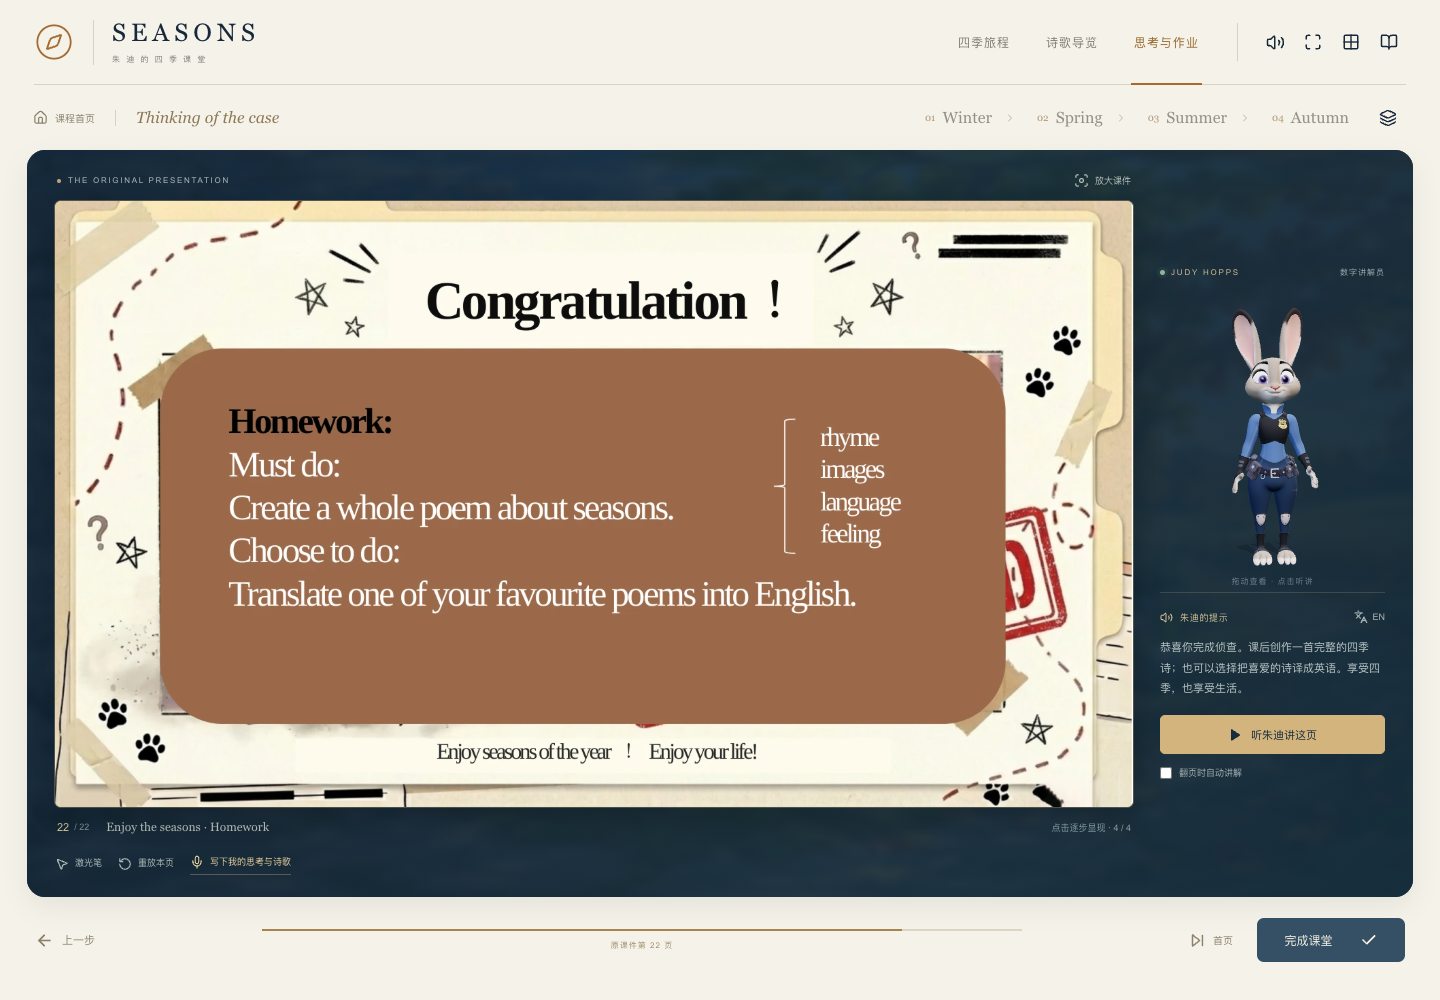 SEASONS
朱迪的四季课堂
四季旅程
诗歌导览
思考与作业
课程首页
Thinking of the case
01 Winter
02 Spring
03 Summer
04 Autumn
THE ORIGINAL PRESENTATION
放大课件
Congratulation !
Homework:
Must do:
Create a whole poem about seasons.
Choose to do:
Translate one of your favourite poems into English.
rhyme
images
language
feeling
Enjoy seasons of the year ! Enjoy your life!
JUDY HOPPS
数字讲解员
拖动查看 · 点击听讲
朱迪的提示
EN
恭喜你完成侦查。课后创作一首完整的四季
诗；也可以选择把喜爱的诗译成英语。享受四
季，也享受生活。
听朱迪讲这页
翻页时自动讲解
22 / 22 Enjoy the seasons · Homework
点击逐步显现 · 4 / 4
激光笔
重放本页
写下我的思考与诗歌
上一步
原课件第 22 页
首页
完成课堂